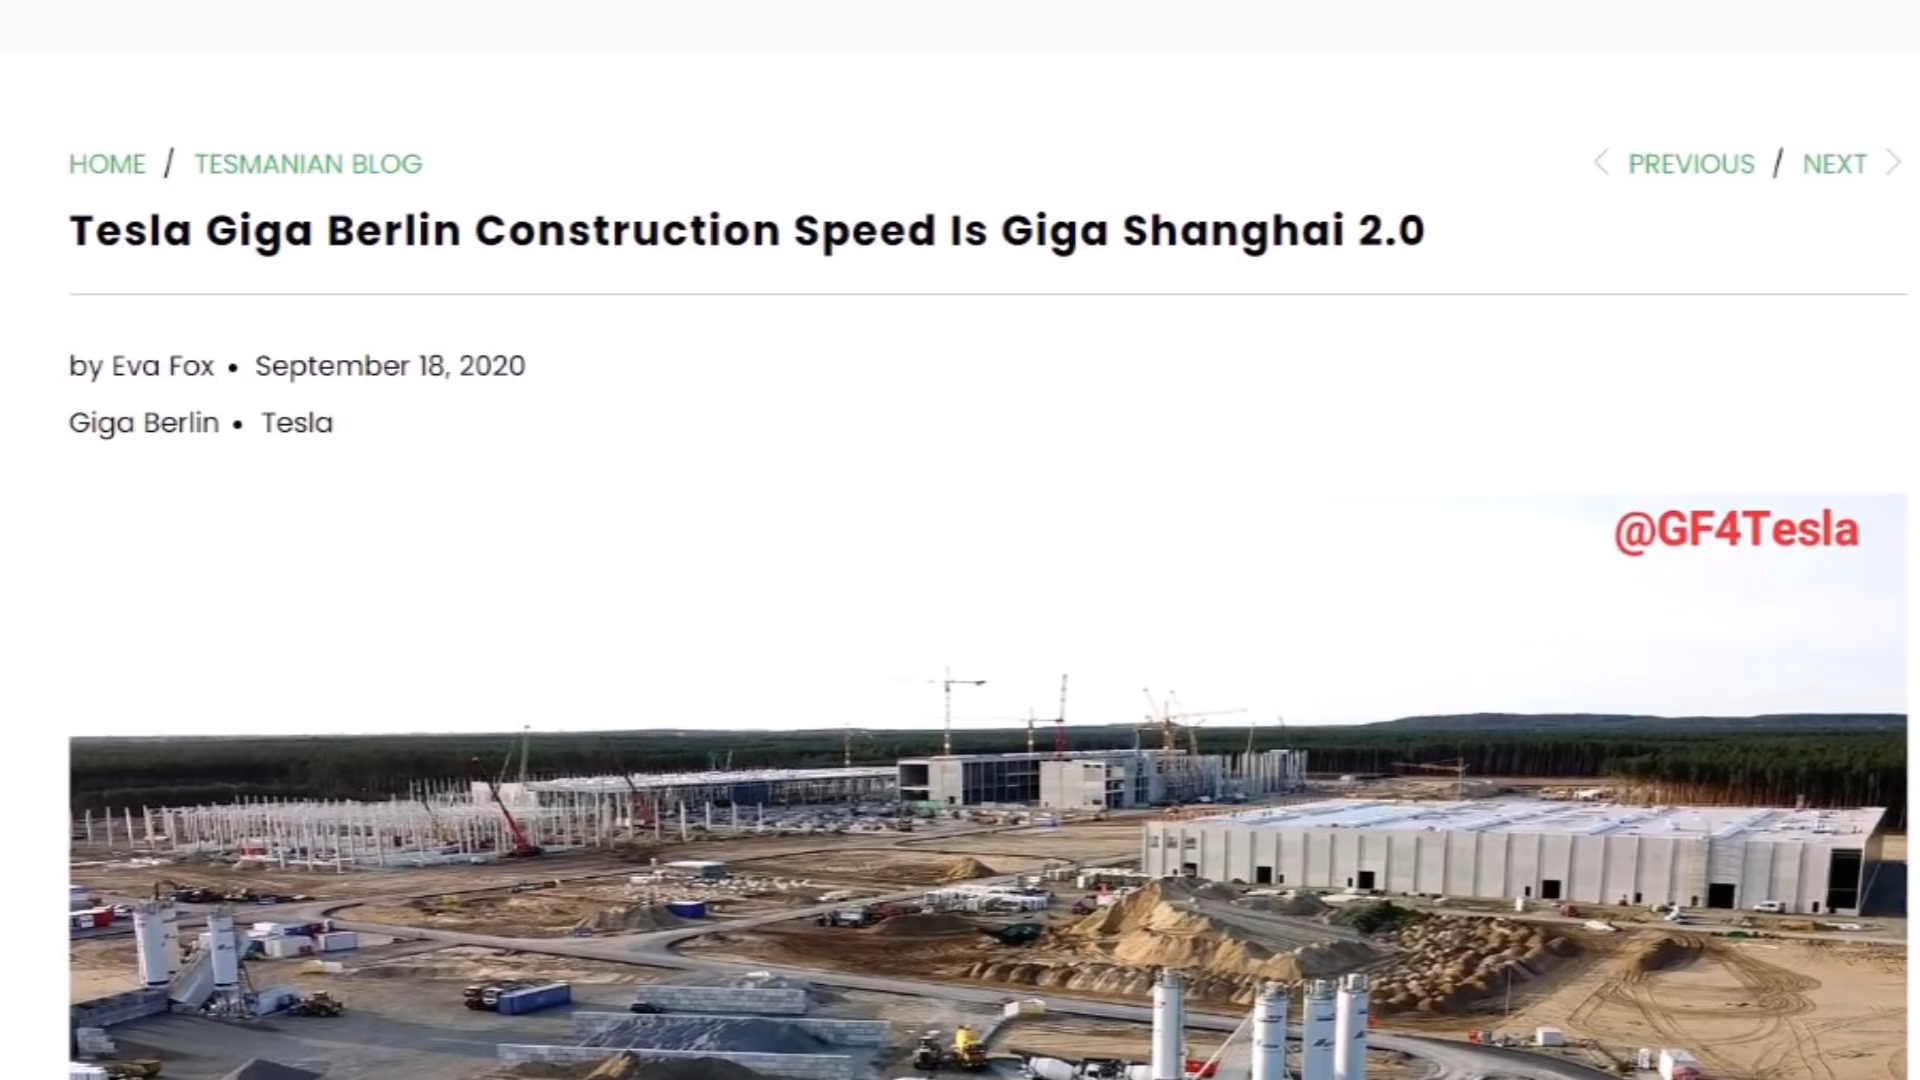 HOME / TESMANIAN BLOG
PREVIOUS / NEXT
Tesla Giga Berlin Construction Speed Is Giga Shanghai 2.0
by Eva Fox • September 18, 2020
Giga Berlin • Tesla
@GF4Tesla